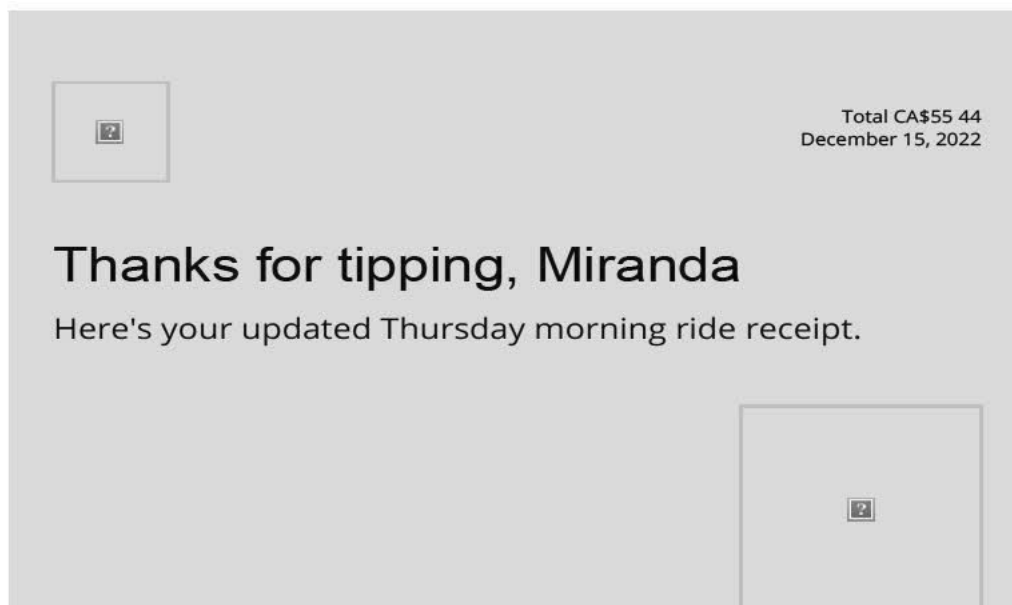 Total CA$55 44
December 15, 2022
Thanks for tipping, Miranda
Here's your updated Thursday morning ride receipt.